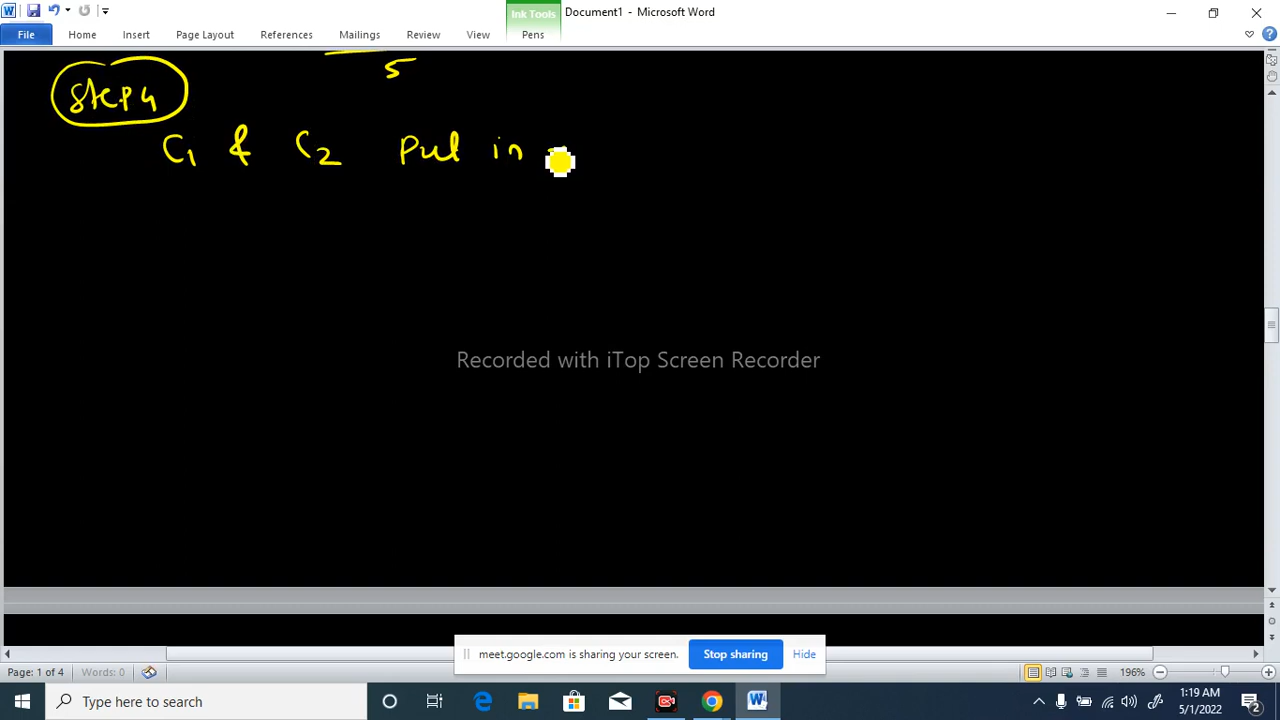 Ink Tools
Document1 - Microsoft Word
File Home Insert Page Layout References Mailings Review View Pens
5
Step 4
C1 & C2 Put in
Recorded with iTop Screen Recorder
meet.google.com is sharing your screen. Stop sharing Hide
Page: 1 of 4 Words: 0 196%
Type here to search
1:19 AM
5/1/2022
2